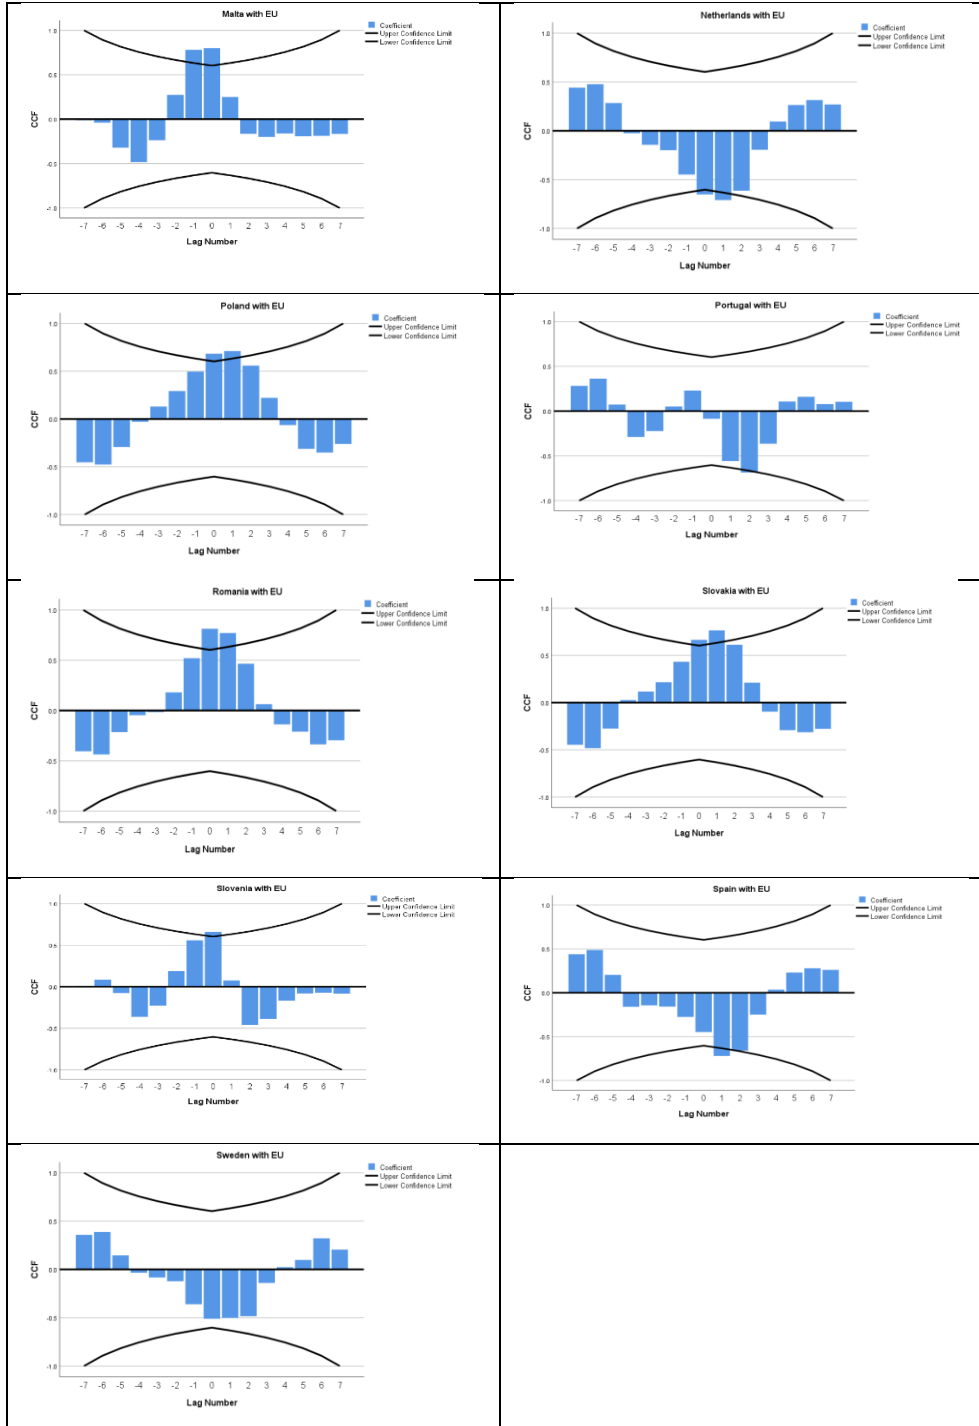 Malta with EU
Coefficient
Upper Confidence Limit
Lower Confidence Limit
1.0
0.5
0.0
-0.5
-1.0
CCF
-7 -6 -5 -4 -3 -2 -1 0 1 2 3 4 5 6 7
Lag Number
Netherlands with EU
Coefficient
Upper Confidence Limit
Lower Confidence Limit
1.0
0.5
0.0
-0.5
-1.0
CCF
-7 -6 -5 -4 -3 -2 -1 0 1 2 3 4 5 6 7
Lag Number
Poland with EU
Coefficient
Upper Confidence Limit
Lower Confidence Limit
1.0
0.5
0.0
-0.5
-1.0
CCF
-7 -6 -5 -4 -3 -2 -1 0 1 2 3 4 5 6 7
Lag Number
Portugal with EU
Coefficient
Upper Confidence Limit
Lower Confidence Limit
1.0
0.5
0.0
-0.5
-1.0
CCF
-7 -6 -5 -4 -3 -2 -1 0 1 2 3 4 5 6 7
Lag Number
Romania with EU
Coefficient
Upper Confidence Limit
Lower Confidence Limit
1.0
0.5
0.0
-0.5
-1.0
CCF
-7 -6 -5 -4 -3 -2 -1 0 1 2 3 4 5 6 7
Lag Number
Slovakia with EU
Coefficient
Upper Confidence Limit
Lower Confidence Limit
1.0
0.5
0.0
-0.5
-1.0
CCF
-7 -6 -5 -4 -3 -2 -1 0 1 2 3 4 5 6 7
Lag Number
Slovenia with EU
Coefficient
Upper Confidence Limit
Lower Confidence Limit
1.0
0.5
0.0
-0.5
-1.0
CCF
-7 -6 -5 -4 -3 -2 -1 0 1 2 3 4 5 6 7
Lag Number
Spain with EU
Coefficient
Upper Confidence Limit
Lower Confidence Limit
1.0
0.5
0.0
-0.5
-1.0
CCF
-7 -6 -5 -4 -3 -2 -1 0 1 2 3 4 5 6 7
Lag Number
Sweden with EU
Coefficient
Upper Confidence Limit
Lower Confidence Limit
1.0
0.5
0.0
-0.5
-1.0
CCF
-7 -6 -5 -4 -3 -2 -1 0 1 2 3 4 5 6 7
Lag Number